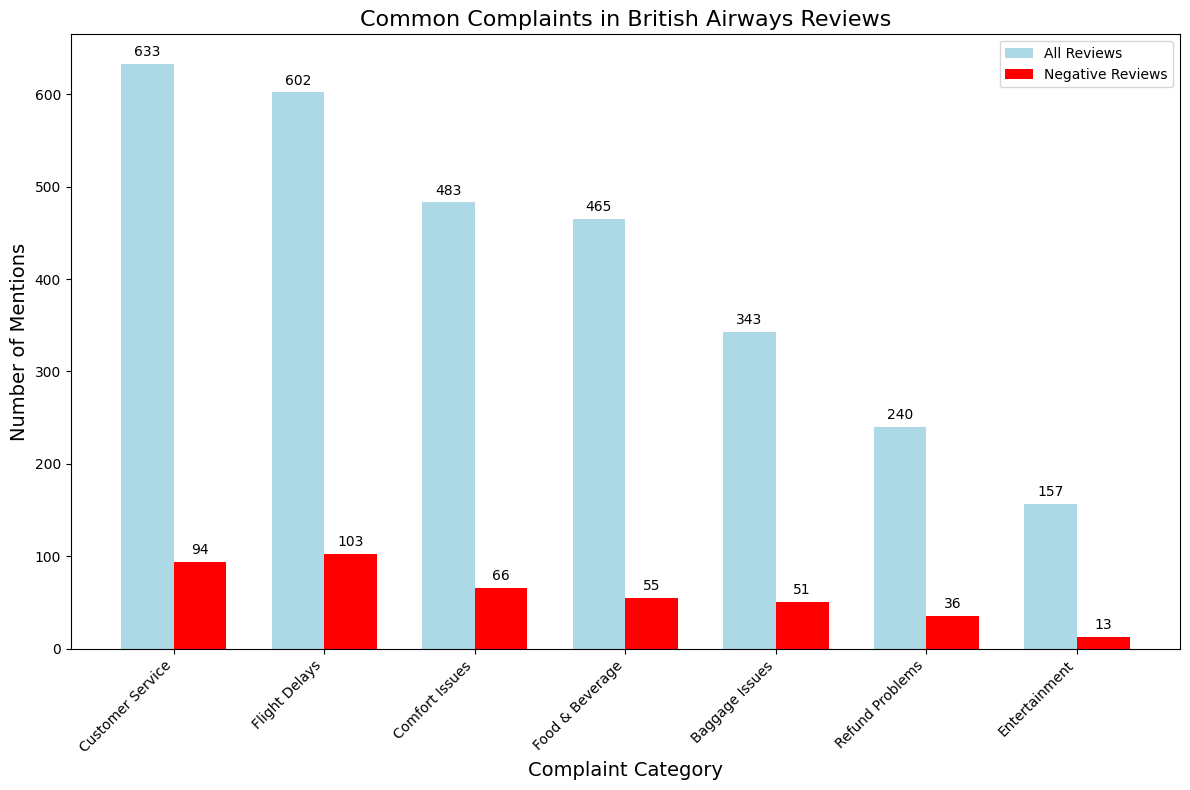 Common Complaints in British Airways Reviews
All Reviews
Negative Reviews
Number of Mentions
600
500
400
300
200
100
0
633
94
602
103
483
66
465
55
343
51
240
36
157
13
Customer Service
Flight Delays
Comfort Issues
Food & Beverage
Baggage Issues
Refund Problems
Entertainment
Complaint Category